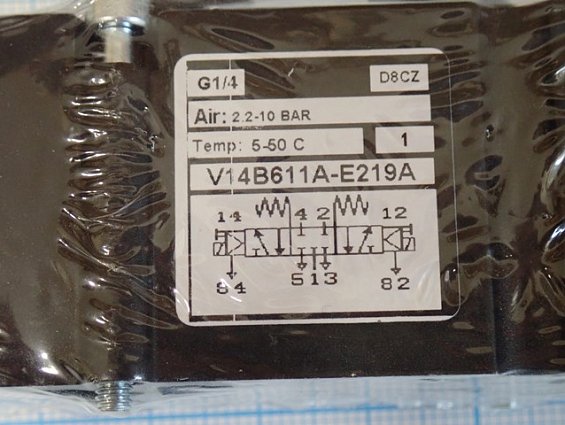 G1/4 D8CZ
Air: 2.2-10 BAR
Temp: 5-50 C 1
V14B611A-E219A
14 4 2 12
84 513 82